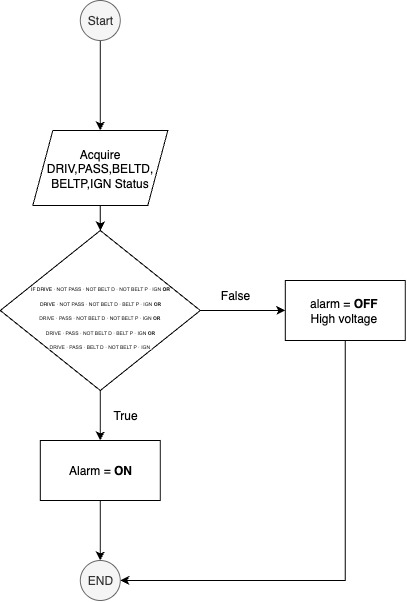 Start
Acquire
DRIV,PASS,BELTD,
BELTP,IGN Status
IF DRIVE · NOT PASS · NOT BELT D · NOT BELT P · IGN OR
DRIVE · NOT PASS · NOT BELT D · BELT P · IGN OR
DRIVE · PASS · NOT BELT D · NOT BELT P · IGN OR
DRIVE · PASS · NOT BELT D · BELT P · IGN OR
DRIVE · PASS · BELT D · NOT BELT P · IGN
False
alarm = OFF
High voltage
True
Alarm = ON
END